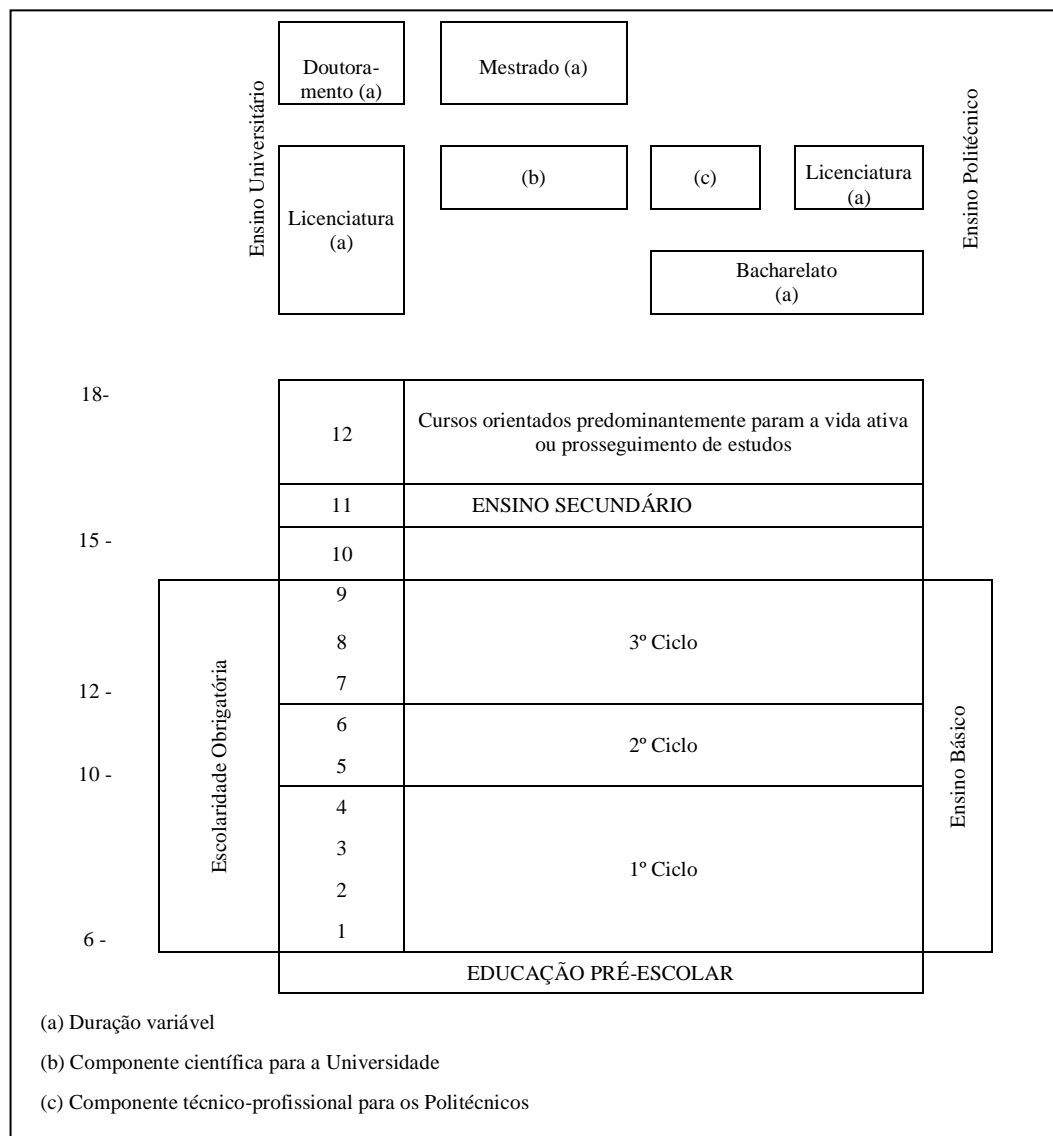 Doutora-
mento (a)
Mestrado (a)
Ensino Universitário
Ensino Politécnico
Licenciatura
(a)
(b)
(c)
Licenciatura
(a)
Bacharelato
(a)
18-
12
Cursos orientados predominantemente param a vida ativa
ou prosseguimento de estudos
11
ENSINO SECUNDÁRIO
15 -
10
9
8
7
3º Ciclo
12 -
6
5
2º Ciclo
10 -
4
3
2
1
1º Ciclo
6 -
Escolaridade Obrigatória
Ensino Básico
EDUCAÇÃO PRÉ-ESCOLAR
(a) Duração variável
(b) Componente científica para a Universidade
(c) Componente técnico-profissional para os Politécnicos